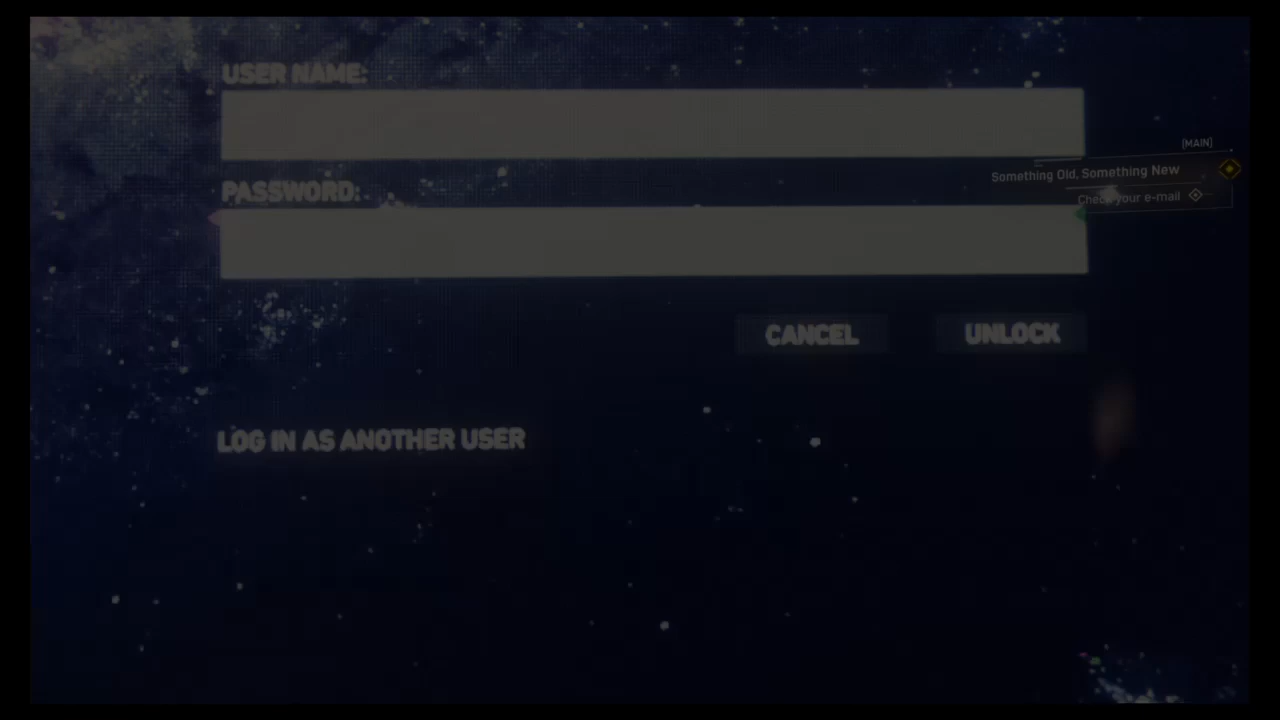 USER NAME:
[MAIN]
Something Old, Something New
PASSWORD:
Check your e-mail
CANCEL
UNLOCK
LOG IN AS ANOTHER USER